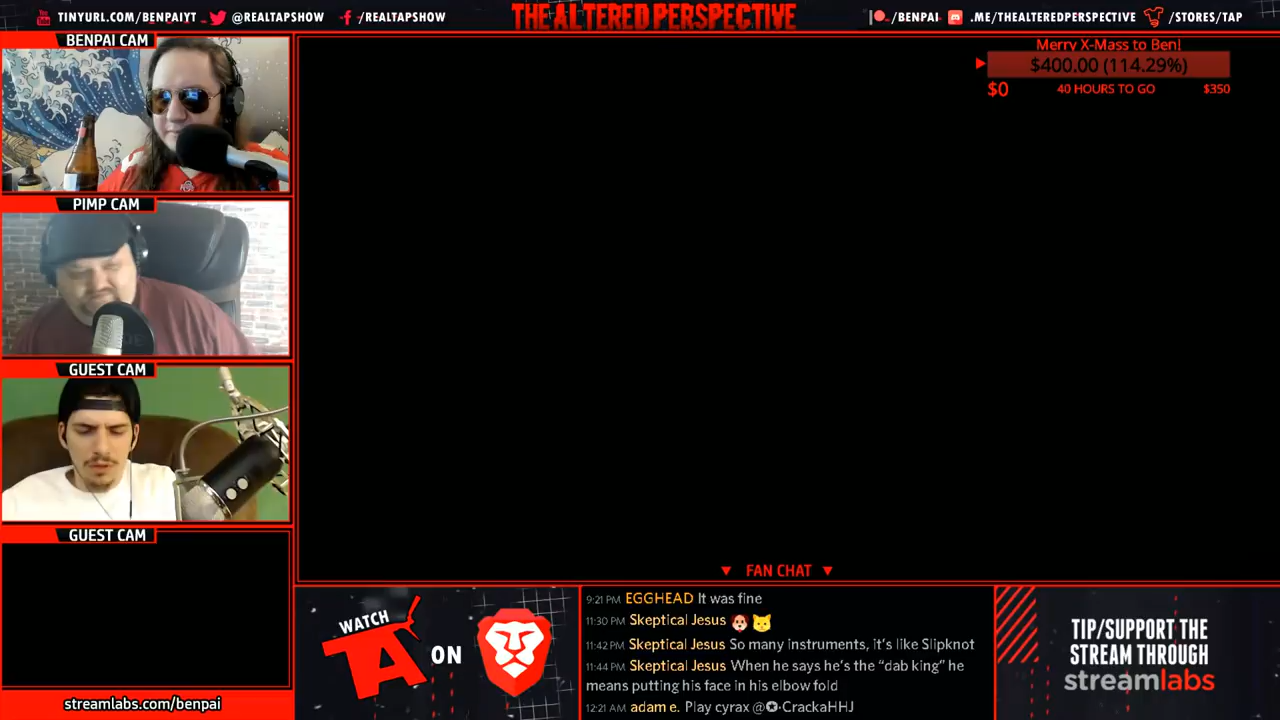 TINYURL.COM/BENPAIYT @REALTAPSHOW /REALTAPSHOW THE ALTERED PERSPECTIVE /BENPAI .ME/THEALTEREDPERSPECTIVE /STORES/TAP
BENPAI CAM
Merry X-Mass to Ben!
$400.00 (114.29%)
$0 40 HOURS TO GO $350
PIMP CAM
GUEST CAM
GUEST CAM
FAN CHAT
WATCH
ON
9:21 PM EGGHEAD It was fine
11:30 PM Skeptical Jesus
11:42 PM Skeptical Jesus So many instruments, it's like Slipknot
11:44 PM Skeptical Jesus When he says he's the “dab king” he
means putting his face in his elbow fold
12:21 AM adam e. Play cyrax @✪·CrackaHHJ
TIP/SUPPORT THE
STREAM THROUGH
streamlabs
streamlabs.com/benpai